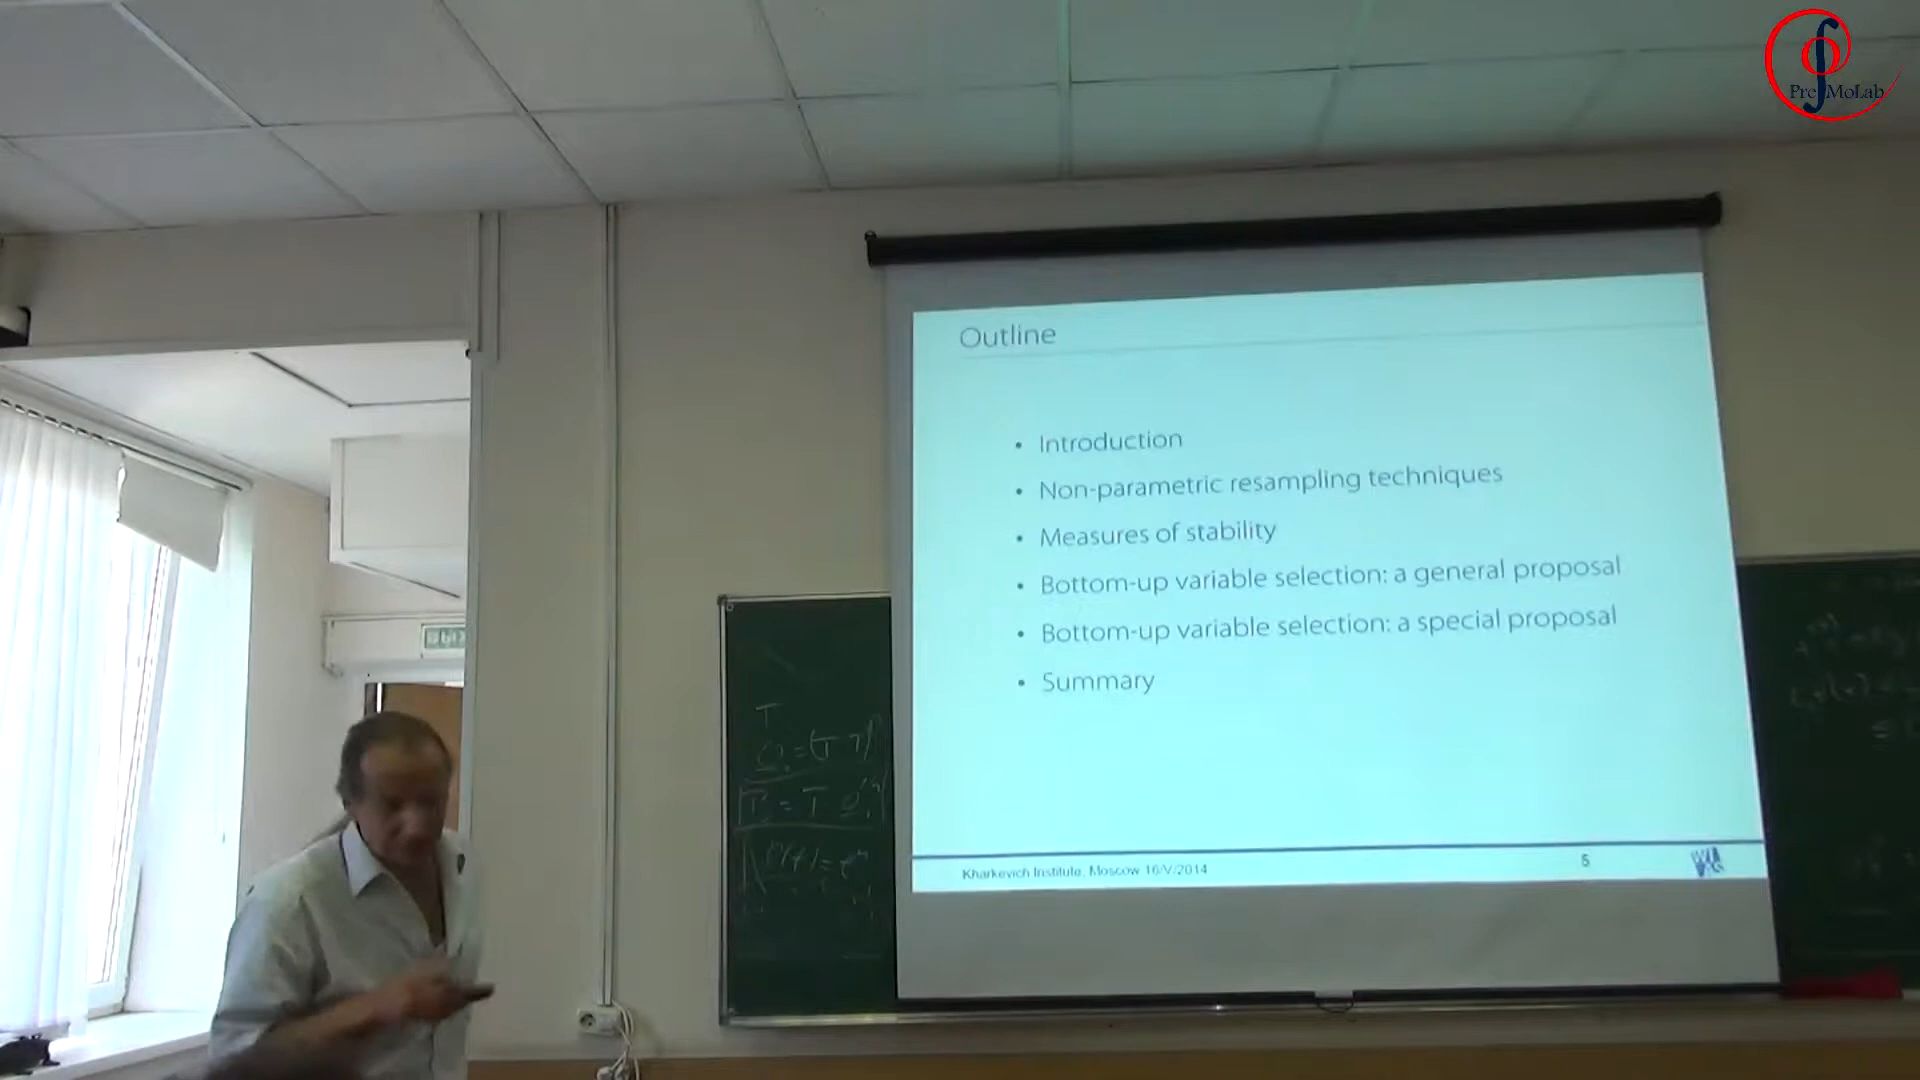 PreMoLab
Outline
• Introduction
• Non-parametric resampling techniques
• Measures of stability
• Bottom-up variable selection: a general proposal
• Bottom-up variable selection: a special proposal
• Summary
Kharkevich Institute, Moscow 16/V/2014
5